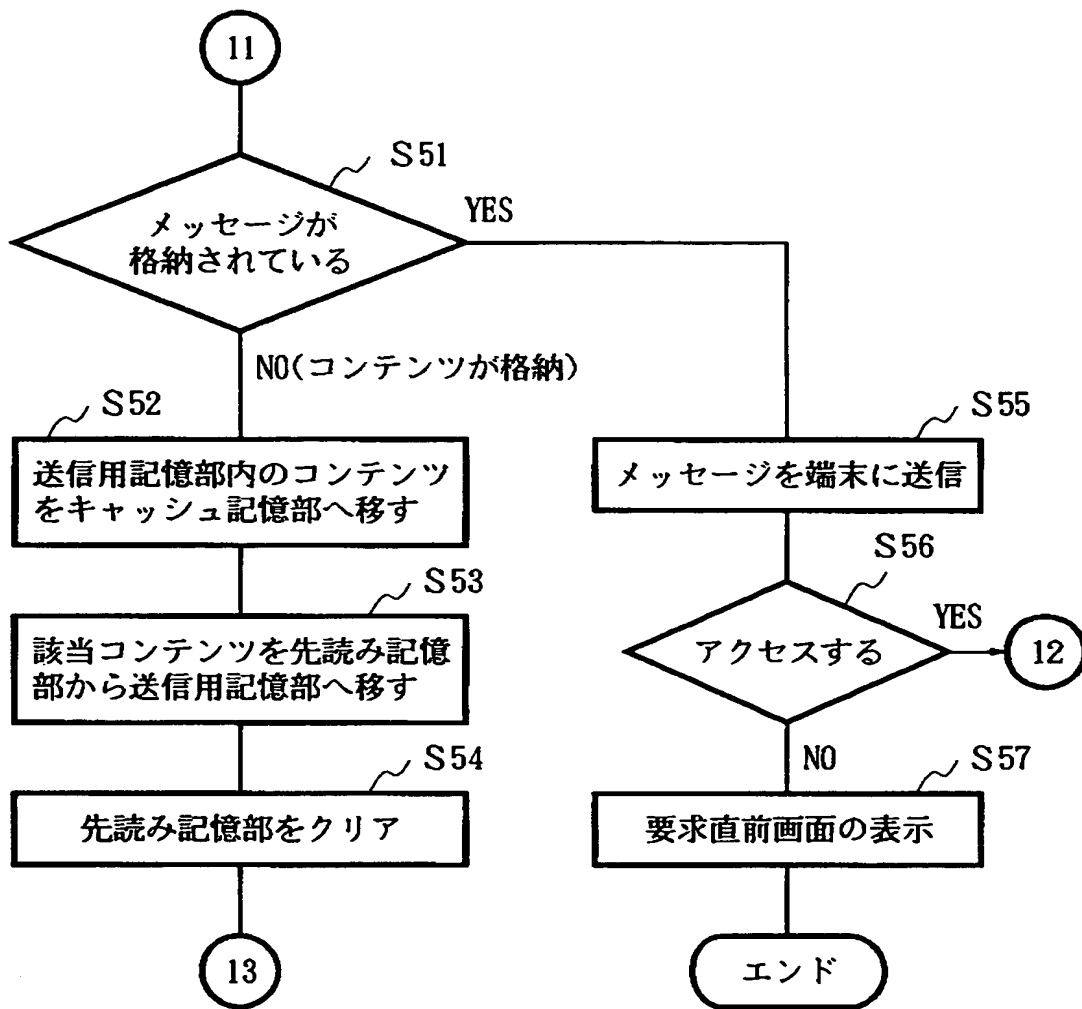 11
S51
メッセージが
格納されている
YES
NO(コンテンツが格納)
S52
送信用記憶部内のコンテンツ
をキャッシュ記憶部へ移す
S53
該当コンテンツを先読み記憶
部から送信用記憶部へ移す
S54
先読み記憶部をクリア
13
S55
メッセージを端末に送信
S56
アクセスする
YES
12
NO
S57
要求直前画面の表示
エンド